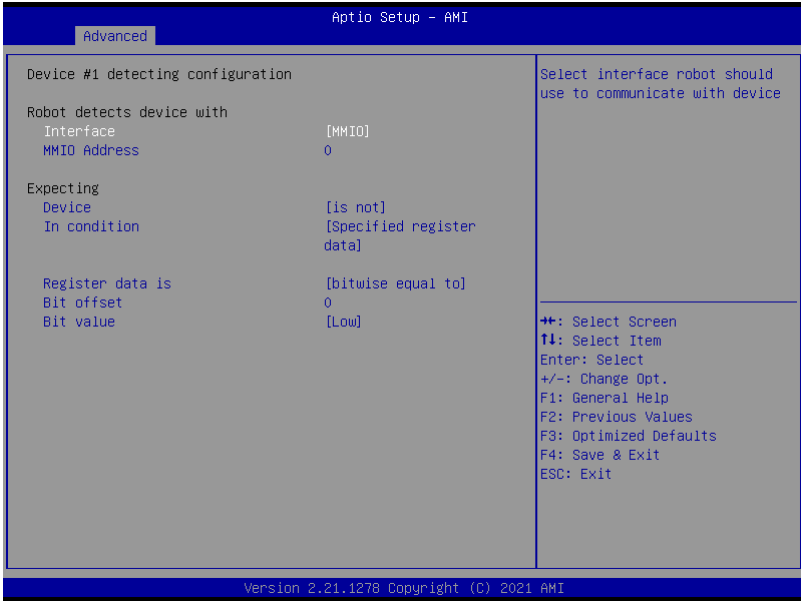 Aptio Setup - AMI
Advanced
Device #1 detecting configuration
Robot detects device with
Interface [MMIO]
MMIO Address 0
Expecting
Device [is not]
In condition [Specified register
data]
Register data is [bitwise equal to]
Bit offset 0
Bit value [Low]
Select interface robot should
use to communicate with device
→←: Select Screen
↑↓: Select Item
Enter: Select
+/-: Change Opt.
F1: General Help
F2: Previous Values
F3: Optimized Defaults
F4: Save & Exit
ESC: Exit
Version 2.21.1278 Copyright (C) 2021 AMI